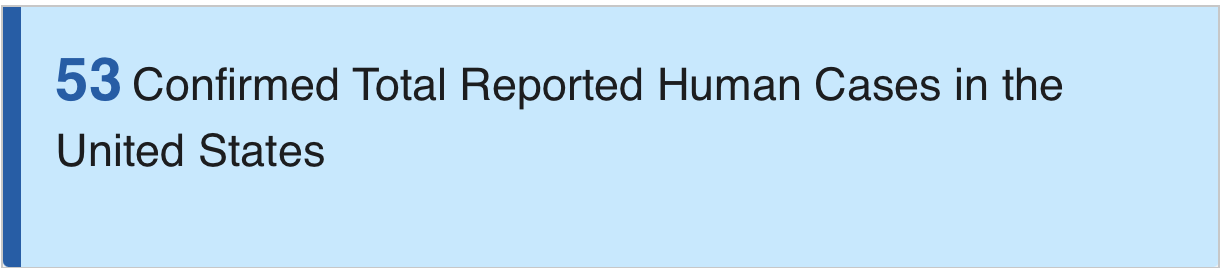 53 Confirmed Total Reported Human Cases in the
United States